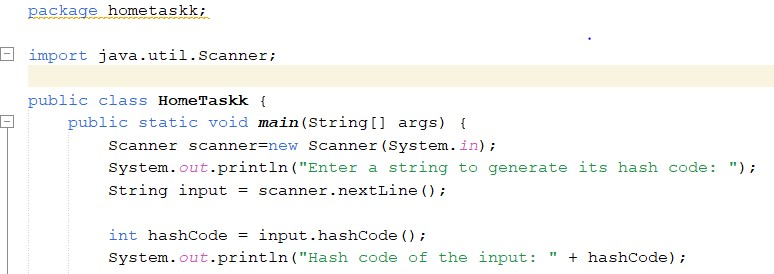 package hometaskk;
import java.util.Scanner;
public class HomeTaskk {
public static void main(String[] args) {
Scanner scanner=new Scanner(System.in);
System.out.println("Enter a string to generate its hash code: ");
String input = scanner.nextLine();
int hashCode = input.hashCode();
System.out.println("Hash code of the input: " + hashCode);